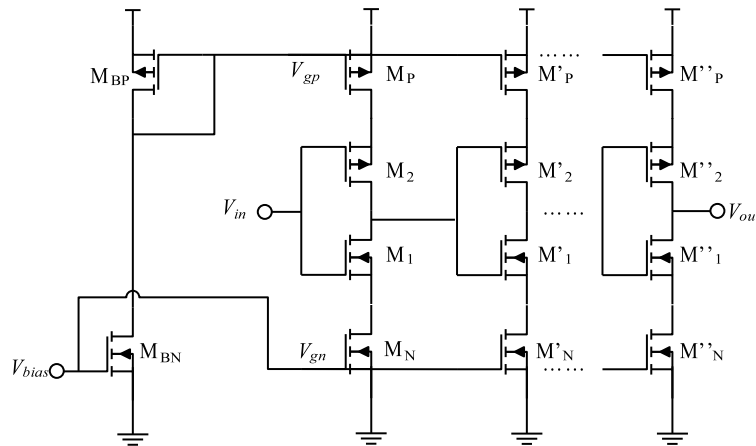 M_BP V_gp M_P M'_P M''_P
...... 
M_2 M'_2 M''_2
V_in ...... V_ou
M_1 M'_1 M''_1
V_bias M_BN V_gn M_N M'_N M''_N
......